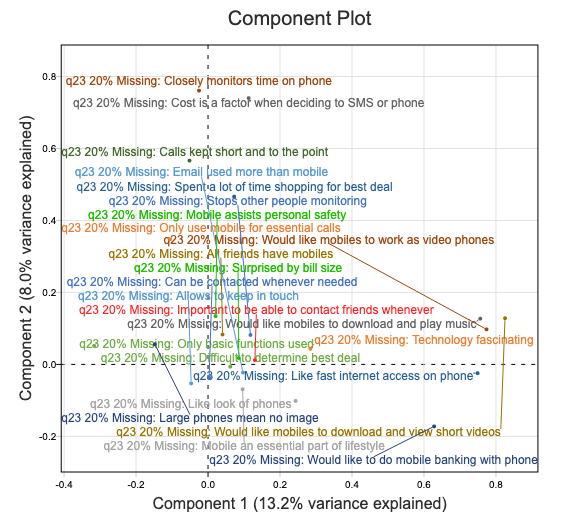 Component Plot
Component 2 (8.0% variance explained)
0.8
0.6
0.4
0.2
0.0
-0.2
q23 20% Missing: Closely monitors time on phone
q23 20% Missing: Cost is a factor when deciding to SMS or phone
q23 20% Missing: Calls kept short and to the point
q23 20% Missing: Email used more than mobile
q23 20% Missing: Spend a lot of time shopping for best deal
q23 20% Missing: Stops other people monitoring
q23 20% Missing: Mobile assists personal safety
q23 20% Missing: Only use mobile for essential calls
q23 20% Missing: Would like mobiles to work as video phones
q23 20% Missing: All friends have mobiles
q23 20% Missing: Surprised by bill size
q23 20% Missing: Can be contacted whenever needed
q23 20% Missing: Allows to keep in touch
q23 20% Missing: Important to be able to contact friends whenever
q23 20% Missing: Would like mobiles to download and play music
q23 20% Missing: Technology fascinating
q23 20% Missing: Only basic functions used
q23 20% Missing: Difficult to determine best deal
q23 20% Missing: Like fast internet access on phone
q23 20% Missing: Like look of phones
q23 20% Missing: Large phones mean no image
q23 20% Missing: Would like mobiles to download and view short videos
q23 20% Missing: Mobile an essential part of lifestyle
q23 20% Missing: Would like to do mobile banking with phone
-0.4 -0.2 0.0 0.2 0.4 0.6 0.8
Component 1 (13.2% variance explained)